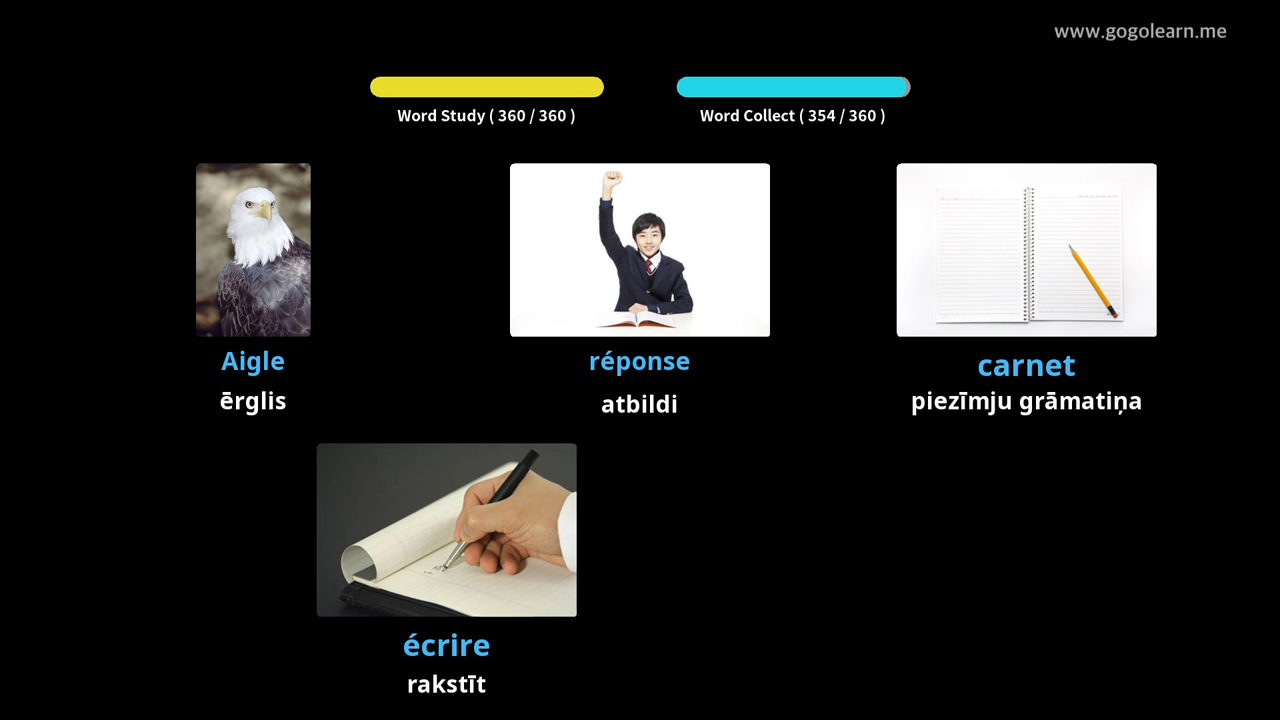 www.gogolearn.me
Word Study ( 360 / 360 )
Word Collect ( 354 / 360 )
Aigle
ērglis
réponse
atbildi
carnet
piezīmju grāmatiņa
écrire
rakstīt